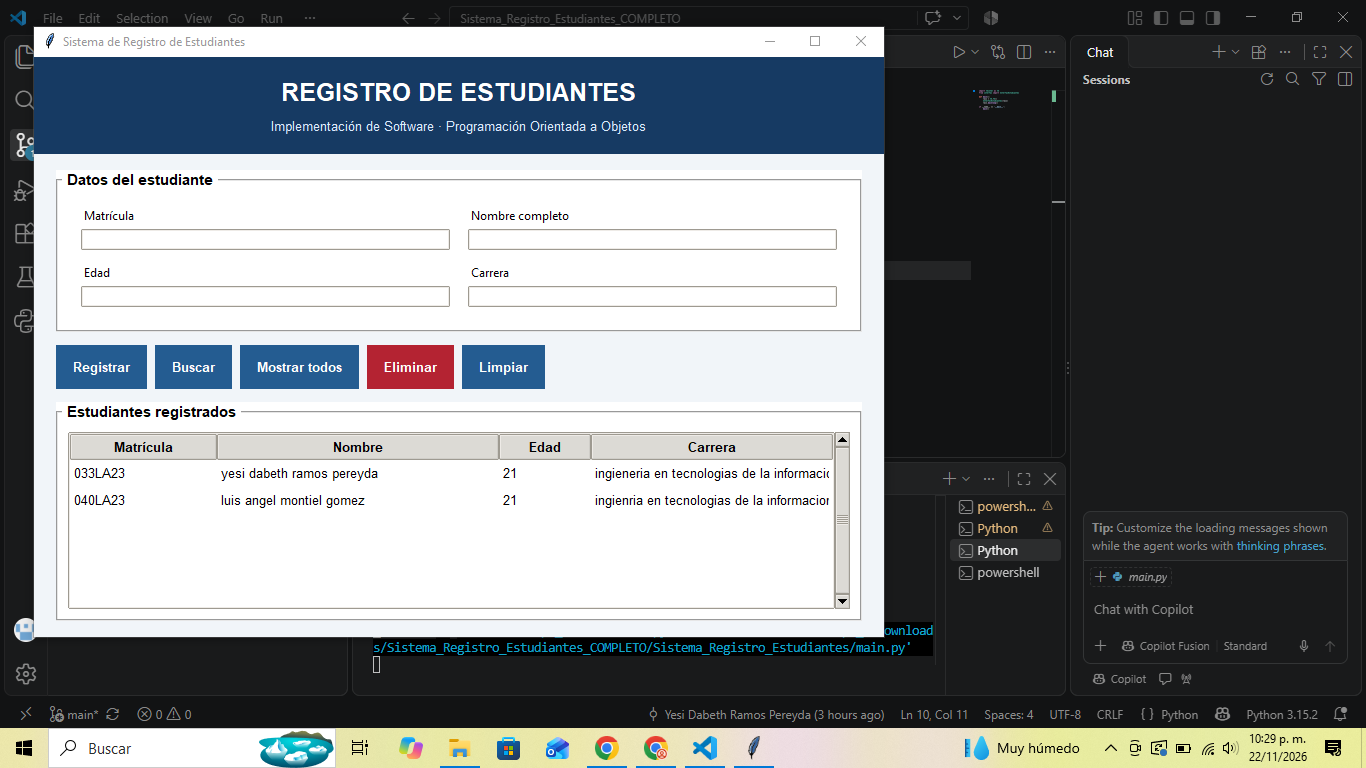 File Edit Selection View Go Run ··· Sistema_Registro_Estudiantes_COMPLETO
Sistema de Registro de Estudiantes
REGISTRO DE ESTUDIANTES
Implementación de Software · Programación Orientada a Objetos
Datos del estudiante
Matrícula Nombre completo
Edad Carrera
Registrar Buscar Mostrar todos Eliminar Limpiar
Estudiantes registrados
Matrícula Nombre Edad Carrera
033LA23 yesi dabeth ramos pereyda 21 ingieneria en tecnologias de la informacic
040LA23 luis angel montiel gomez 21 ingienria en tecnologias de la informacion
s/Sistema_Registro_Estudiantes_COMPLETO/Sistema_Registro_Estudiantes/main.py'
powersh...
Python
Python
powershell
Chat
Sessions
Tip: Customize the loading messages shown
while the agent works with thinking phrases.
main.py
Chat with Copilot
Copilot Fusion Standard
Copilot
main* 0 0 Yesi Dabeth Ramos Pereyda (3 hours ago) Ln 10, Col 11 Spaces: 4 UTF-8 CRLF { } Python Python 3.15.2
Buscar Muy húmedo 10:29 p. m.
22/11/2026